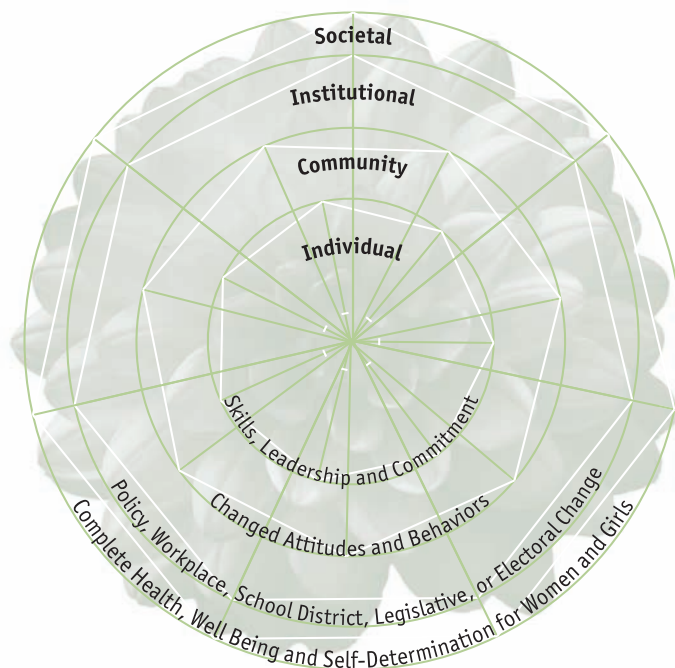 Societal
Institutional
Community
Individual
Skills, Leadership and Commitment
Changed Attitudes and Behaviors
Policy, Workplace, School District, Legislative, or Electoral Change
Complete Health, Well Being and Self-Determination for Women and Girls